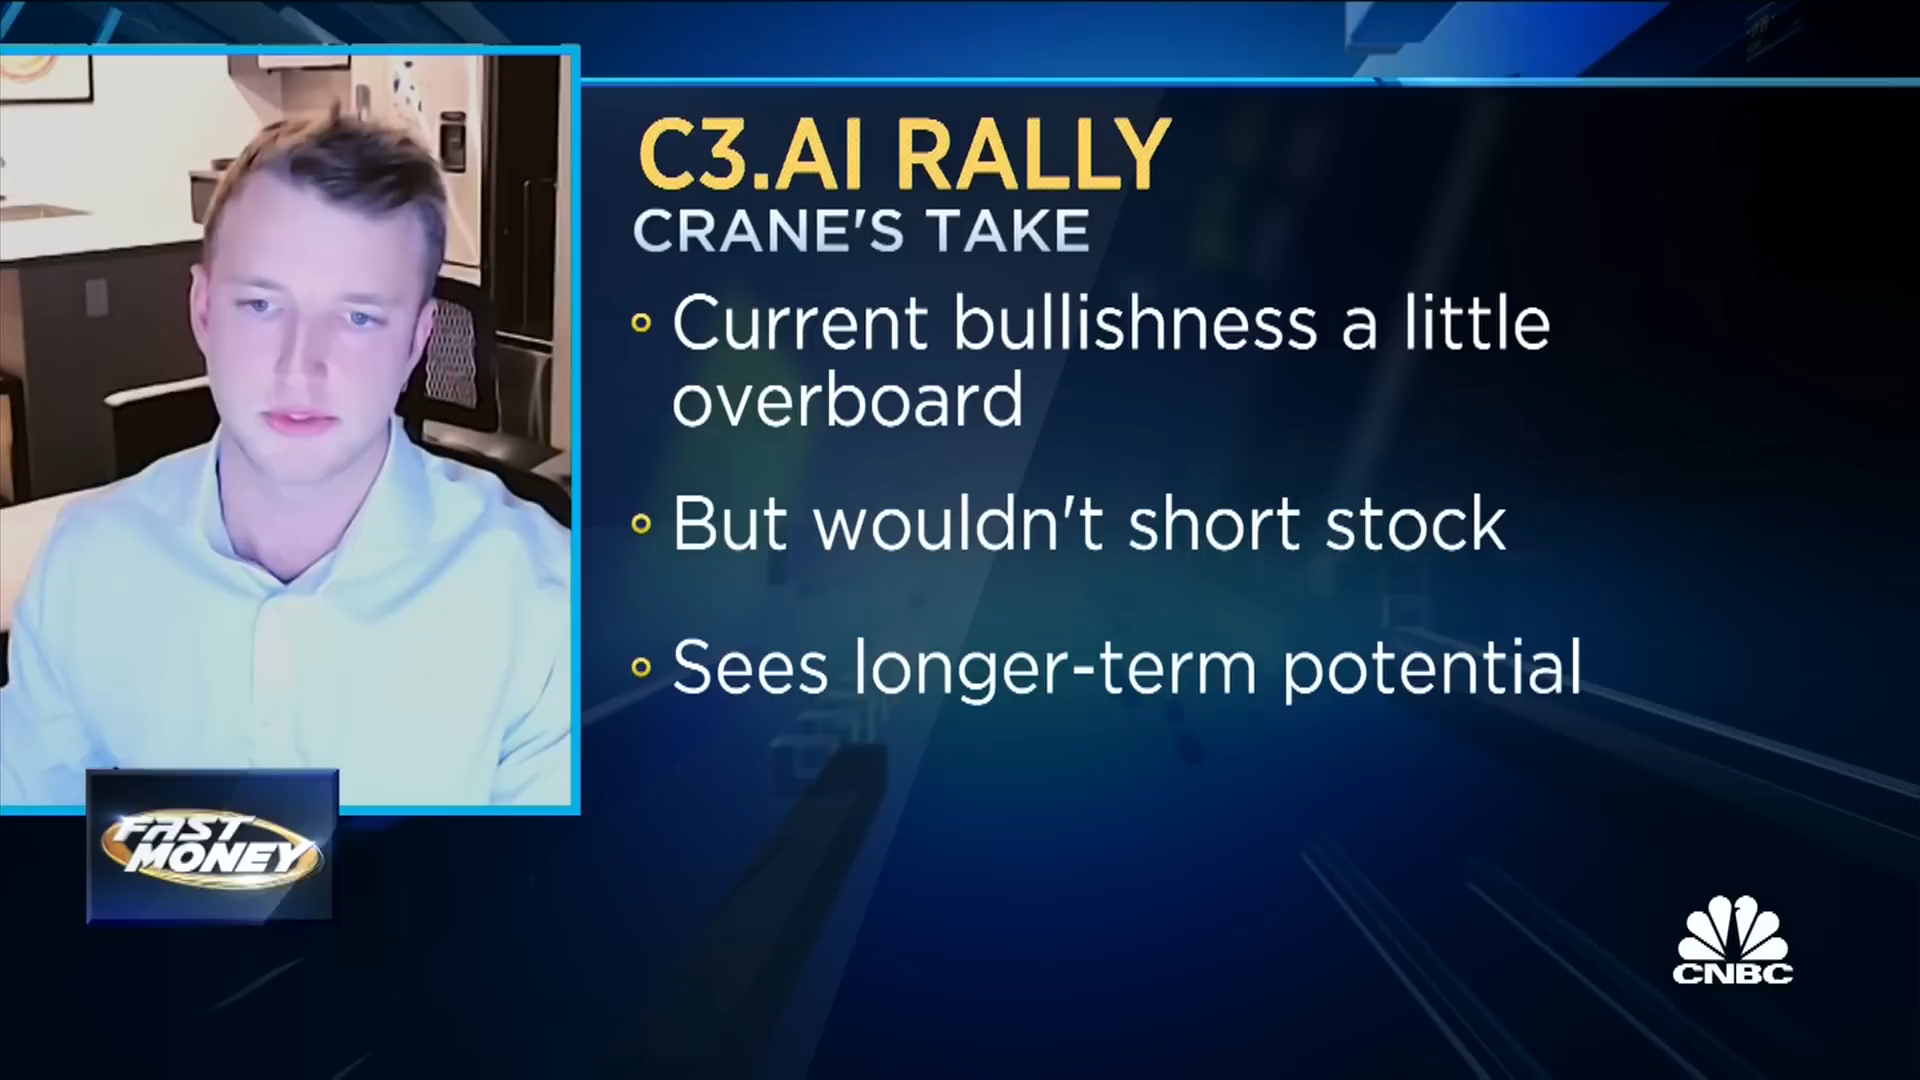 C3.AI RALLY
CRANE'S TAKE
Current bullishness a little
overboard
But wouldn't short stock
Sees longer-term potential
FAST
MONEY
CNBC